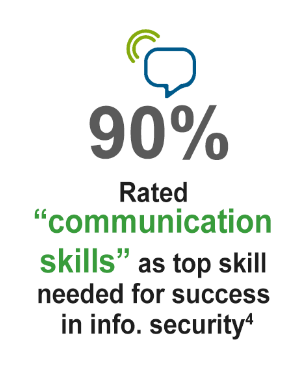 90%
Rated
“communication
skills” as top skill
needed for success
in info. security⁴